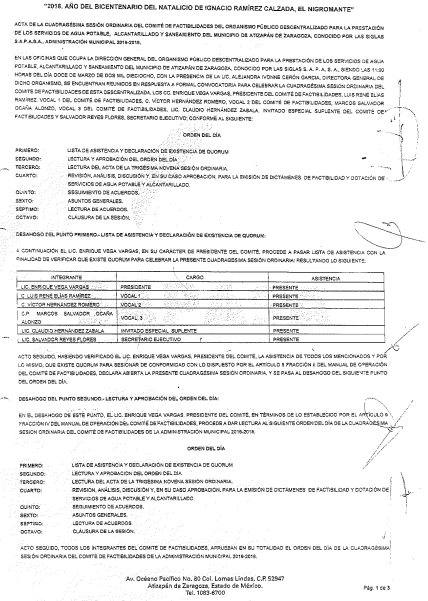 "2018. AÑO DEL BICENTENARIO DEL NATALICIO DE IGNACIO RAMÍREZ CALZADA, EL NIGROMANTE"
ACTA DE LA CUADRAGÉSIMA SESIÓN ORDINARIA DEL COMITÉ DE FACTIBILIDADES DEL ORGANISMO PÚBLICO DESCENTRALIZADO PARA LA PRESTACIÓN
DE LOS SERVICIOS DE AGUA POTABLE, ALCANTARILLADO Y SANEAMIENTO DEL MUNICIPIO DE ATIZAPÁN DE ZARAGOZA, CONOCIDO POR LAS SIGLAS
S.A.P.A.S.A., ADMINISTRACIÓN MUNICIPAL 2016-2018.
EN LAS OFICINAS QUE OCUPA LA DIRECCIÓN GENERAL DEL ORGANISMO PÚBLICO DESCENTRALIZADO PARA LA PRESTACIÓN DE LOS SERVICIOS DE AGUA
POTABLE, ALCANTARILLADO Y SANEAMIENTO DEL MUNICIPIO DE ATIZAPÁN DE ZARAGOZA, CONOCIDO POR LAS SIGLAS S. A. P. A. S. A., SIENDO LAS 11:00
HORAS DEL DÍA DOCE DE MARZO DE DOS MIL DIECIOCHO, CON LA PRESENCIA DE LA LIC. ALEJANDRA IVONNE CERÓN GARCIA, DIRECTORA GENERAL DE
DICHO ORGANISMO, SE ENCUENTRAN REUNIDOS EN RESPUESTA A FORMAL CONVOCATORIA PARA CELEBRAR LA CUADRAGÉSIMA SESIÓN ORDINARIA DEL
COMITÉ DE FACTIBILIDADES DE ESTA DESCENTRALIZADA, LOS CC. ENRIQUE VEGA VARGAS, PRESIDENTE DEL COMITÉ DE FACTIBILIDADES, LUIS RENE ELIAS
RAMÍREZ, VOCAL 1 DEL COMITÉ DE FACTIBILIDADES, C. VÍCTOR HERNÁNDEZ ROMERO, VOCAL 2 DEL COMITÉ DE FACTIBILIDADES, MARCOS SALVADOR
OCAÑA ALONZO, VOCAL 3 DEL COMITÉ DE FACTIBILIDADES, LIC. CLAUDIO HERNÁNDEZ ZABALA, INVITADO ESPECIAL SUPLENTE DEL COMITÉ DE
FACTIBILIDADES Y SALVADOR REYES FLORES, SECRETARIO EJECUTIVO; CONFORME AL SIGUIENTE:
ORDEN DEL DÍA
PRIMERO: LISTA DE ASISTENCIA Y DECLARACIÓN DE EXISTENCIA DE QUORUM
SEGUNDO: LECTURA Y APROBACIÓN DEL ORDEN DEL DÍA.
TERCERO: LECTURA DEL ACTA DE LA TRIGÉSIMA NOVENA SESIÓN ORDINARIA.
CUARTO: REVISIÓN, ANÁLISIS, DISCUSIÓN Y, EN SU CASO APROBACIÓN, PARA LA EMISIÓN DE DICTÁMENES DE FACTIBILIDAD Y DOTACIÓN DE
SERVICIOS DE AGUA POTABLE Y ALCANTARILLADO.
QUINTO: SEGUIMIENTO DE ACUERDOS.
SEXTO: ASUNTOS GENERALES.
SÉPTIMO: LECTURA DE ACUERDOS.
OCTAVO: CLÁUSURA DE LA SESIÓN.
DESAHOGO DEL PUNTO PRIMERO.- LISTA DE ASISTENCIA Y DECLARACIÓN DE EXISTENCIA DE QUORUM:
A CONTINUACIÓN EL LIC. ENRIQUE VEGA VARGAS, EN SU CARÁCTER DE PRESIDENTE DEL COMITÉ, PROCEDE A PASAR LISTA DE ASISTENCIA CON LA
FINALIDAD DE VERIFICAR QUE EXISTE QUORUM PARA CELEBRAR LA PRESENTE CUADRAGÉSIMA SESIÓN ORDINARIA; RESULTANDO LO SIGUIENTE.
INTEGRANTE CARGO ASISTENCIA
LIC. ENRIQUE VEGA VARGAS PRESIDENTE PRESENTE
C. LUIS RENÉ ELÍAS RAMÍREZ VOCAL 1 PRESENTE
C. VÍCTOR HERNÁNDEZ ROMERO VOCAL 2 PRESENTE
C.P. MARCOS SALVADOR OCAÑA ALONZO VOCAL 3 PRESENTE
LIC. CLAUDIO HERNÁNDEZ ZABALA INVITADO ESPECIAL SUPLENTE PRESENTE
LIC. SALVADOR REYES FLORES SECRETARIO EJECUTIVO PRESENTE
ACTO SEGUIDO, HABIENDO VERIFICADO EL LIC. ENRIQUE VEGA VARGAS, PRESIDENTE DEL COMITÉ, LA ASISTENCIA DE TODOS LOS MENCIONADOS Y POR
LO MISMO, QUE EXISTE QUORUM PARA SESIONAR DE CONFORMIDAD CON LO DISPUESTO POR EL ARTÍCULO 5 FRACCIÓN II DEL MANUAL DE OPERACIÓN
DEL COMITÉ DE FACTIBILIDADES, DECLARA ABIERTA LA PRESENTE CUADRAGÉSIMA SESIÓN ORDINARIA, Y SE PASA AL DESAHOGO DEL SIGUIENTE PUNTO
DEL ORDEN DEL DÍA.
DESAHOGO DEL PUNTO SEGUNDO.- LECTURA Y APROBACIÓN DEL ORDEN DEL DÍA:
EN EL DESAHOGO DE ESTE PUNTO, EL LIC. ENRIQUE VEGA VARGAS, PRESIDENTE DEL COMITÉ, EN TÉRMINOS DE LO ESTABLECIDO POR EL ARTÍCULO 5
FRACCIÓN IV DEL MANUAL DE OPERACIÓN DEL COMITÉ DE FACTIBILIDADES, PROCEDE A DAR LECTURA AL SIGUIENTE ORDEN DEL DÍA DE LA CUADRAGÉSIMA
SESIÓN ORDINARIA DEL COMITÉ DE FACTIBILIDADES DE LA ADMINISTRACIÓN MUNICIPAL 2016-2018.
ORDEN DEL DÍA
PRIMERO: LISTA DE ASISTENCIA Y DECLARACIÓN DE EXISTENCIA DE QUORUM
SEGUNDO: LECTURA Y APROBACIÓN DEL ORDEN DEL DÍA.
TERCERO: LECTURA DEL ACTA DE LA TRIGÉSIMA NOVENA SESIÓN ORDINARIA.
CUARTO: REVISIÓN, ANÁLISIS, DISCUSIÓN Y, EN SU CASO APROBACIÓN, PARA LA EMISIÓN DE DICTÁMENES DE FACTIBILIDAD Y DOTACIÓN DE
SERVICIOS DE AGUA POTABLE Y ALCANTARILLADO.
QUINTO: SEGUIMIENTO DE ACUERDOS.
SEXTO: ASUNTOS GENERALES.
SÉPTIMO: LECTURA DE ACUERDOS.
OCTAVO: CLÁUSURA DE LA SESIÓN.
ACTO SEGUIDO, TODOS LOS INTEGRANTES DEL COMITÉ DE FACTIBILIDADES, APRUEBAN EN SU TOTALIDAD EL ORDEN DEL DÍA DE LA CUADRAGÉSIMA
SESIÓN ORDINARIA DEL COMITÉ DE FACTIBILIDADES DE LA ADMINISTRACIÓN MUNICIPAL 2016-2018.
Av. Océano Pacífico No. 80 Col. Lomas Lindas, C.P. 52947
Atizapán de Zaragoza, Estado de México.
Tel. 1083-6700
Pág. 1 de 3